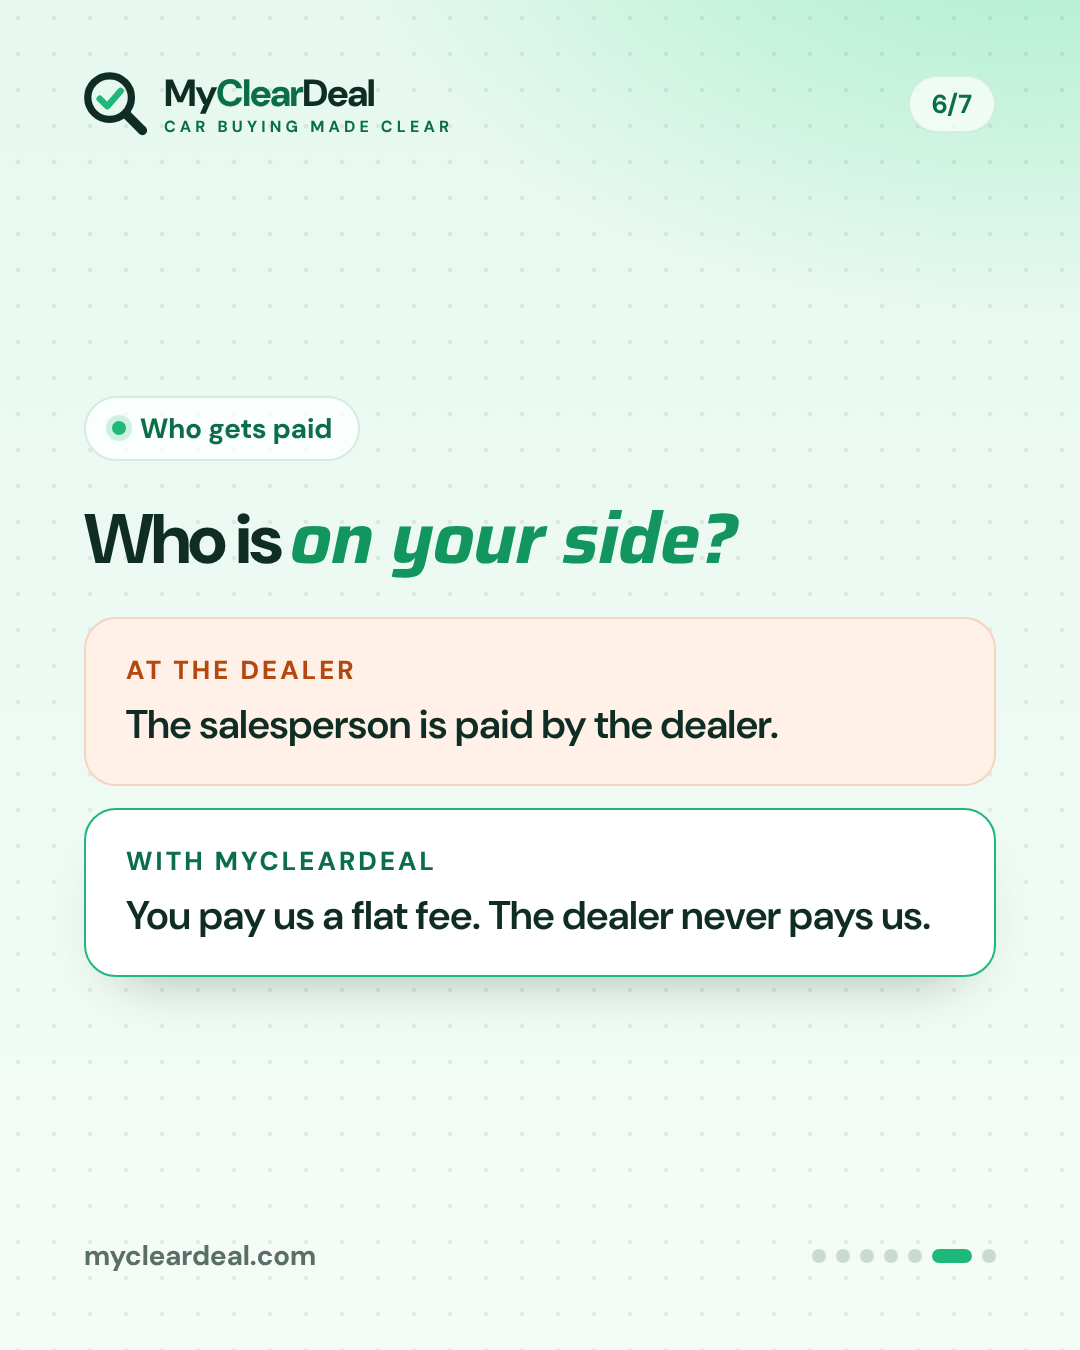 MyClearDeal
CAR BUYING MADE CLEAR
6/7
Who gets paid
Who is on your side?
AT THE DEALER
The salesperson is paid by the dealer.
WITH MYCLEARDEAL
You pay us a flat fee. The dealer never pays us.
mycleardeal.com